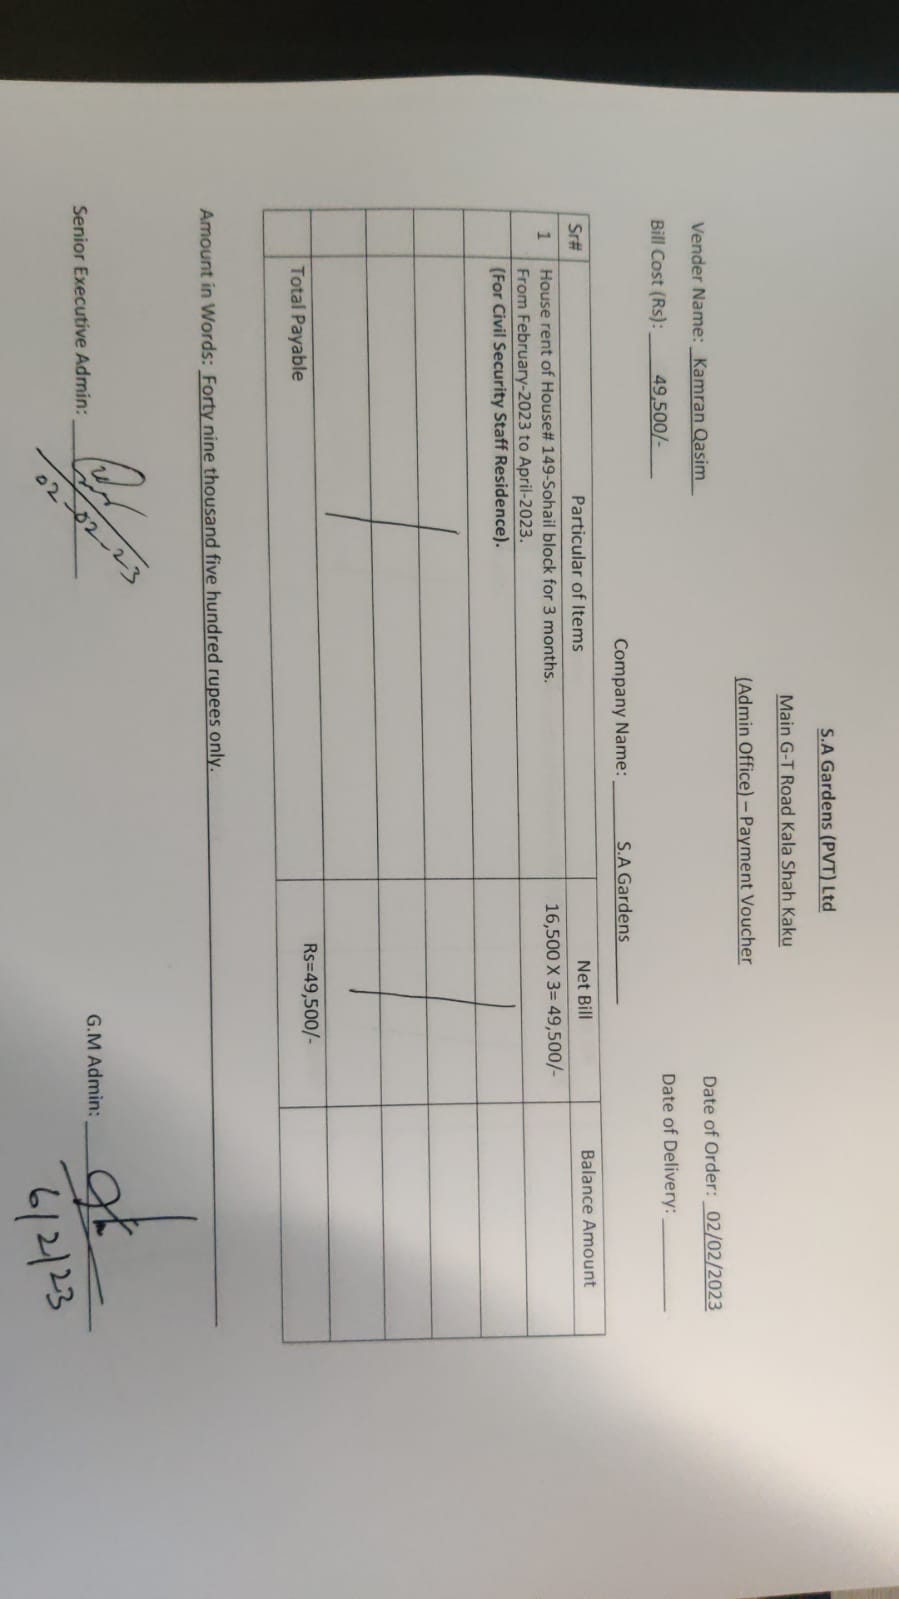 S.A Gardens (PVT) Ltd
Main G-T Road Kala Shah Kaku
(Admin Office) – Payment Voucher
Vender Name: Kamran Qasim
Date of Order: 02/02/2023
Bill Cost (Rs): 49,500/-
Date of Delivery:
Company Name: S.A Gardens
Sr# Particular of Items Net Bill Balance Amount
1 House rent of House# 149-Sohail block for 3 months. 16,500 X 3= 49,500/-
From February-2023 to April-2023.
(For Civil Security Staff Residence).
Total Payable Rs=49,500/-
Amount in Words: Forty nine thousand five hundred rupees only.
Senior Executive Admin:
G.M Admin:
02.02.23
02
6/2/23